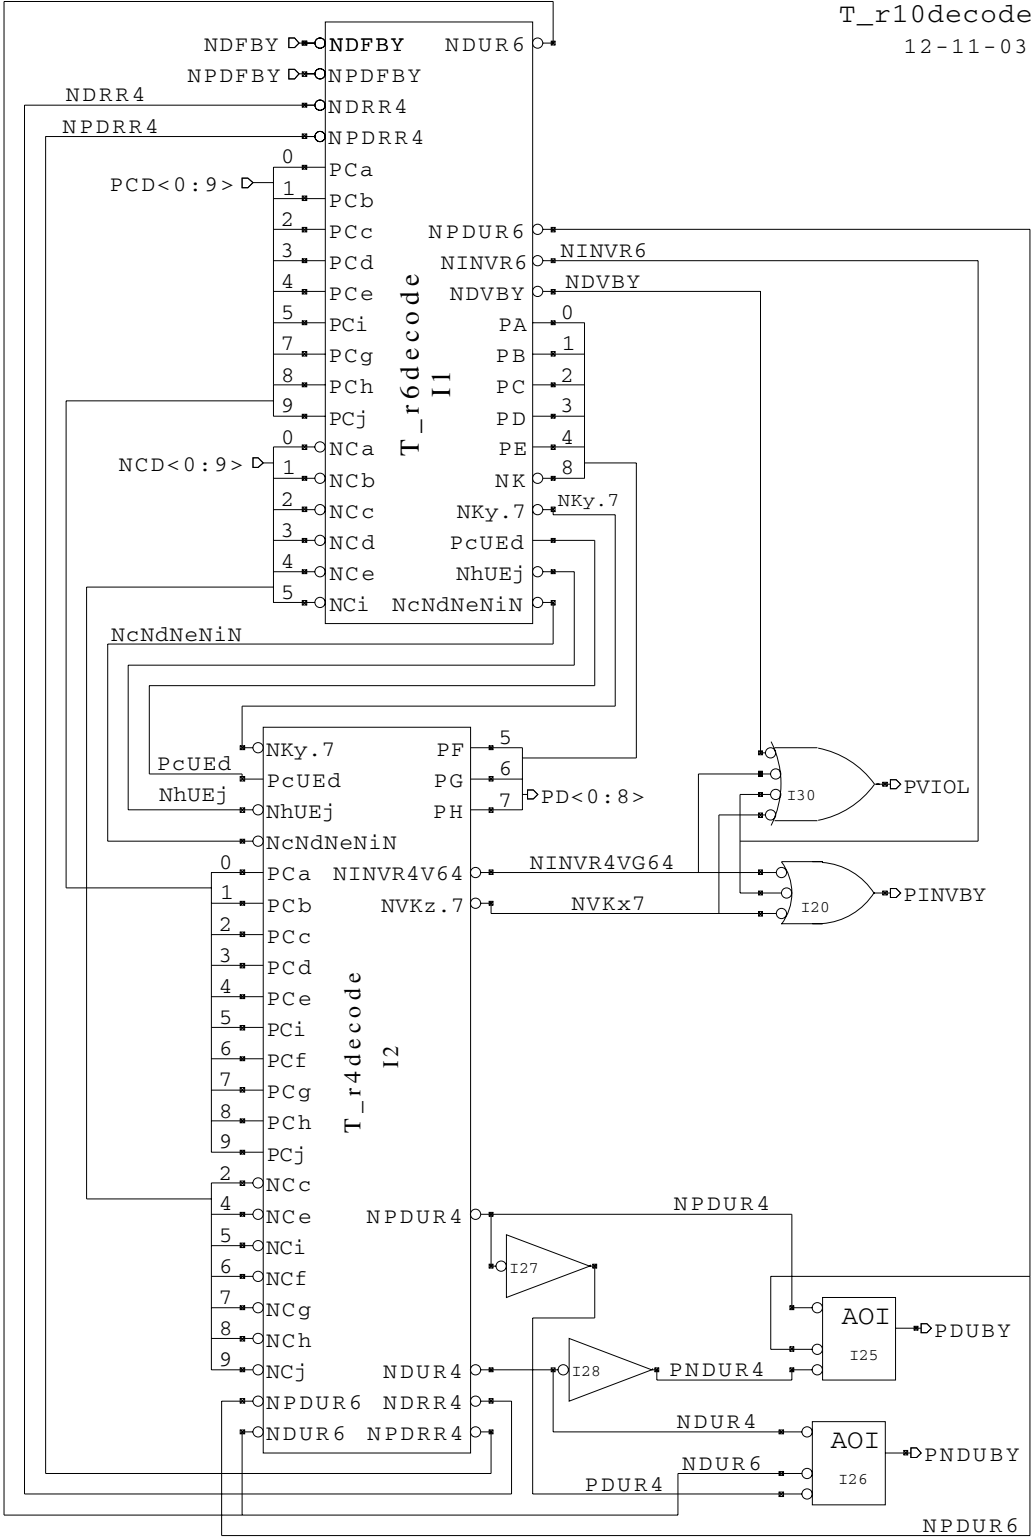 T_r10decode
12-11-03
NDFBY NDFBY NDUR6
NPDFBY NPDFBY
NDRR4 NDRR4
NPDRR4 NPDRR4
PCD<0:9>
0 PCa
1 PCb
2 PCc NPDUR6
3 PCd NINVR6 NINVR6
4 PCe NDVBY NDVBY
5 PCi PA 0
7 PCg PB 1
8 PCh PC 2
9 PCj PD 3
T_r6decode
I1
NCD<0:9>
0 NCa PE 4
1 NCb NK 8
2 NCc NKy.7 NKy.7
3 NCd PcUEd
4 NCe NhUEj
5 NCi NcNdNeNiN
NcNdNeNiN
NKy.7 PF 5
PcUEd PcUEd PG 6
NhUEj NhUEj PH 7
PD<0:8>
I30
PVIOL
NcNdNeNiN
0 PCa NINVR4V64 NINVR4VG64
1 PCb NVKz.7 NVKx7
I20
PINVBY
2 PCc
3 PCd
4 PCe
5 PCi
6 PCf
7 PCg
8 PCh
9 PCj
T_r4decode
I2
2 NCc
4 NCe NPDUR4 NPDUR4
5 NCi
6 NCf
7 NCg
8 NCh
9 NCj NDUR4
I27
I28
PNDUR4
AOI
I25
PDUBY
NPDUR6 NDRR4
NDUR6 NPDRR4
NDUR4
NDUR6
PDUR4
AOI
I26
PNDUBY
NPDUR6